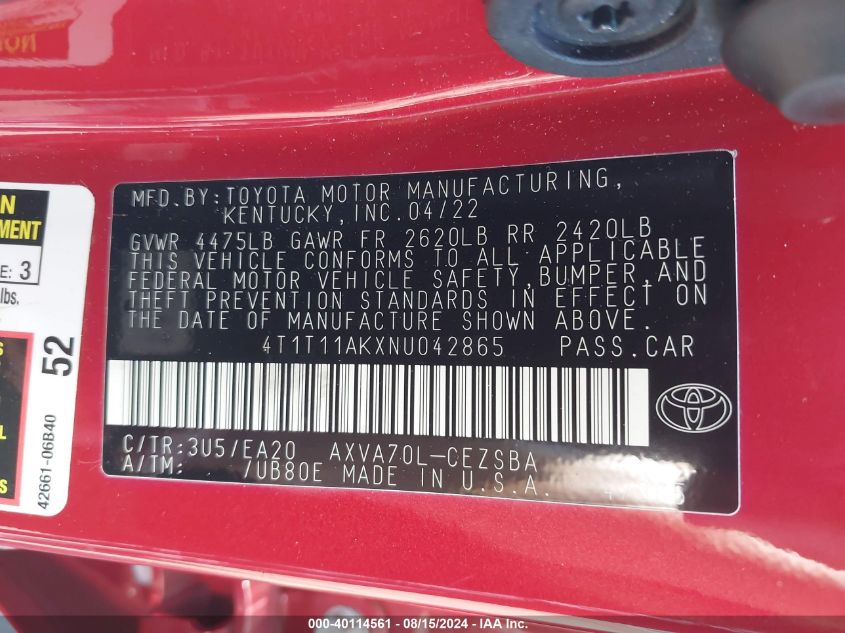 MFD.BY:TOYOTA MOTOR MANUFACTURING,
KENTUCKY,INC.04/22
GVWR 4475LB GAWR FR 2620LB RR 2420LB
THIS VEHICLE CONFORMS TO ALL APPLICABLE
FEDERAL MOTOR VEHICLE SAFETY,BUMPER,AND
THEFT PREVENTION STANDARDS IN EFFECT ON
THE DATE OF MANUFACTURE SHOWN ABOVE.
4T1T11AKXNU042865 PASS.CAR
C/TR:3U5/EA20 AXVA70L-CEZSBA
A/TM: /UB80E MADE IN U.S.A.
E: 3
lbs.
52
42661-06B40
000-40114561 - 08/15/2024 - IAA Inc.